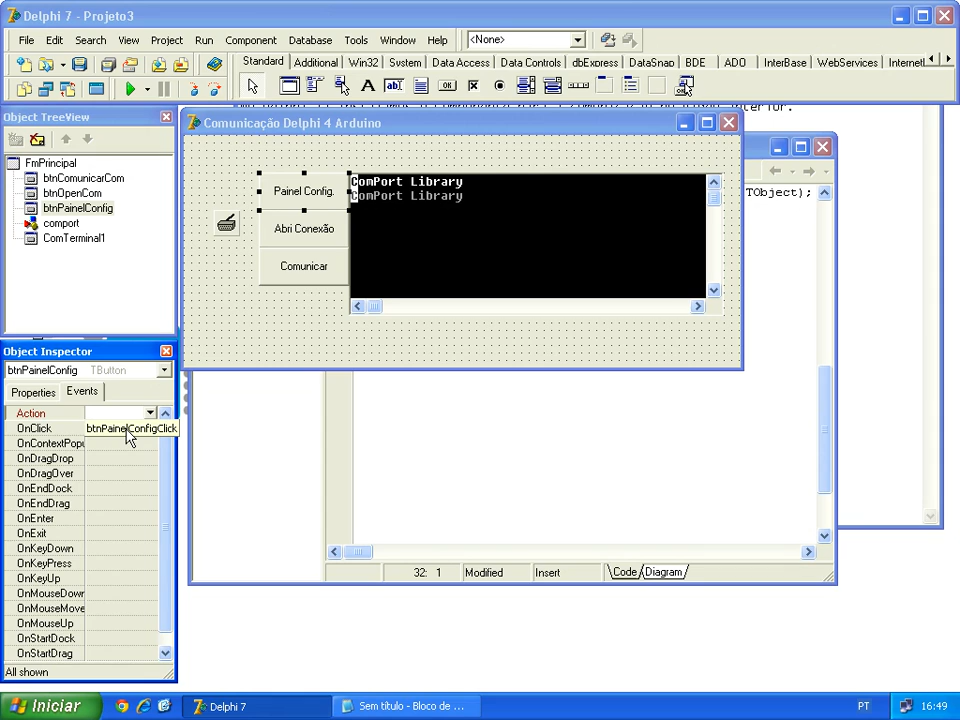 Delphi 7 - Projeto3
File Edit Search View Project Run Component Database Tools Window Help <None>
Standard Additional Win32 System Data Access Data Controls dbExpress DataSnap BDE ADO InterBase WebServices Internet
Object TreeView
FmPrincipal
btnComunicarCom
btnOpenCom
btnPainelConfig
comport
ComTerminal1
Comunicação Delphi 4 Arduino
Painel Config.
Abri Conexão
Comunicar
ComPort Library
ComPort Library
TObject);
Object Inspector
btnPainelConfig TButton
Properties Events
Action
OnClick btnPainelConfigClick
OnContextPopu
OnDragDrop
OnDragOver
OnEndDock
OnEndDrag
OnEnter
OnExit
OnKeyDown
OnKeyPress
OnKeyUp
OnMouseDown
OnMouseMove
OnMouseUp
OnStartDock
OnStartDrag
All shown
32: 1 Modified Insert Code Diagram
Iniciar Delphi 7 Sem título - Bloco de ... PT 16:49